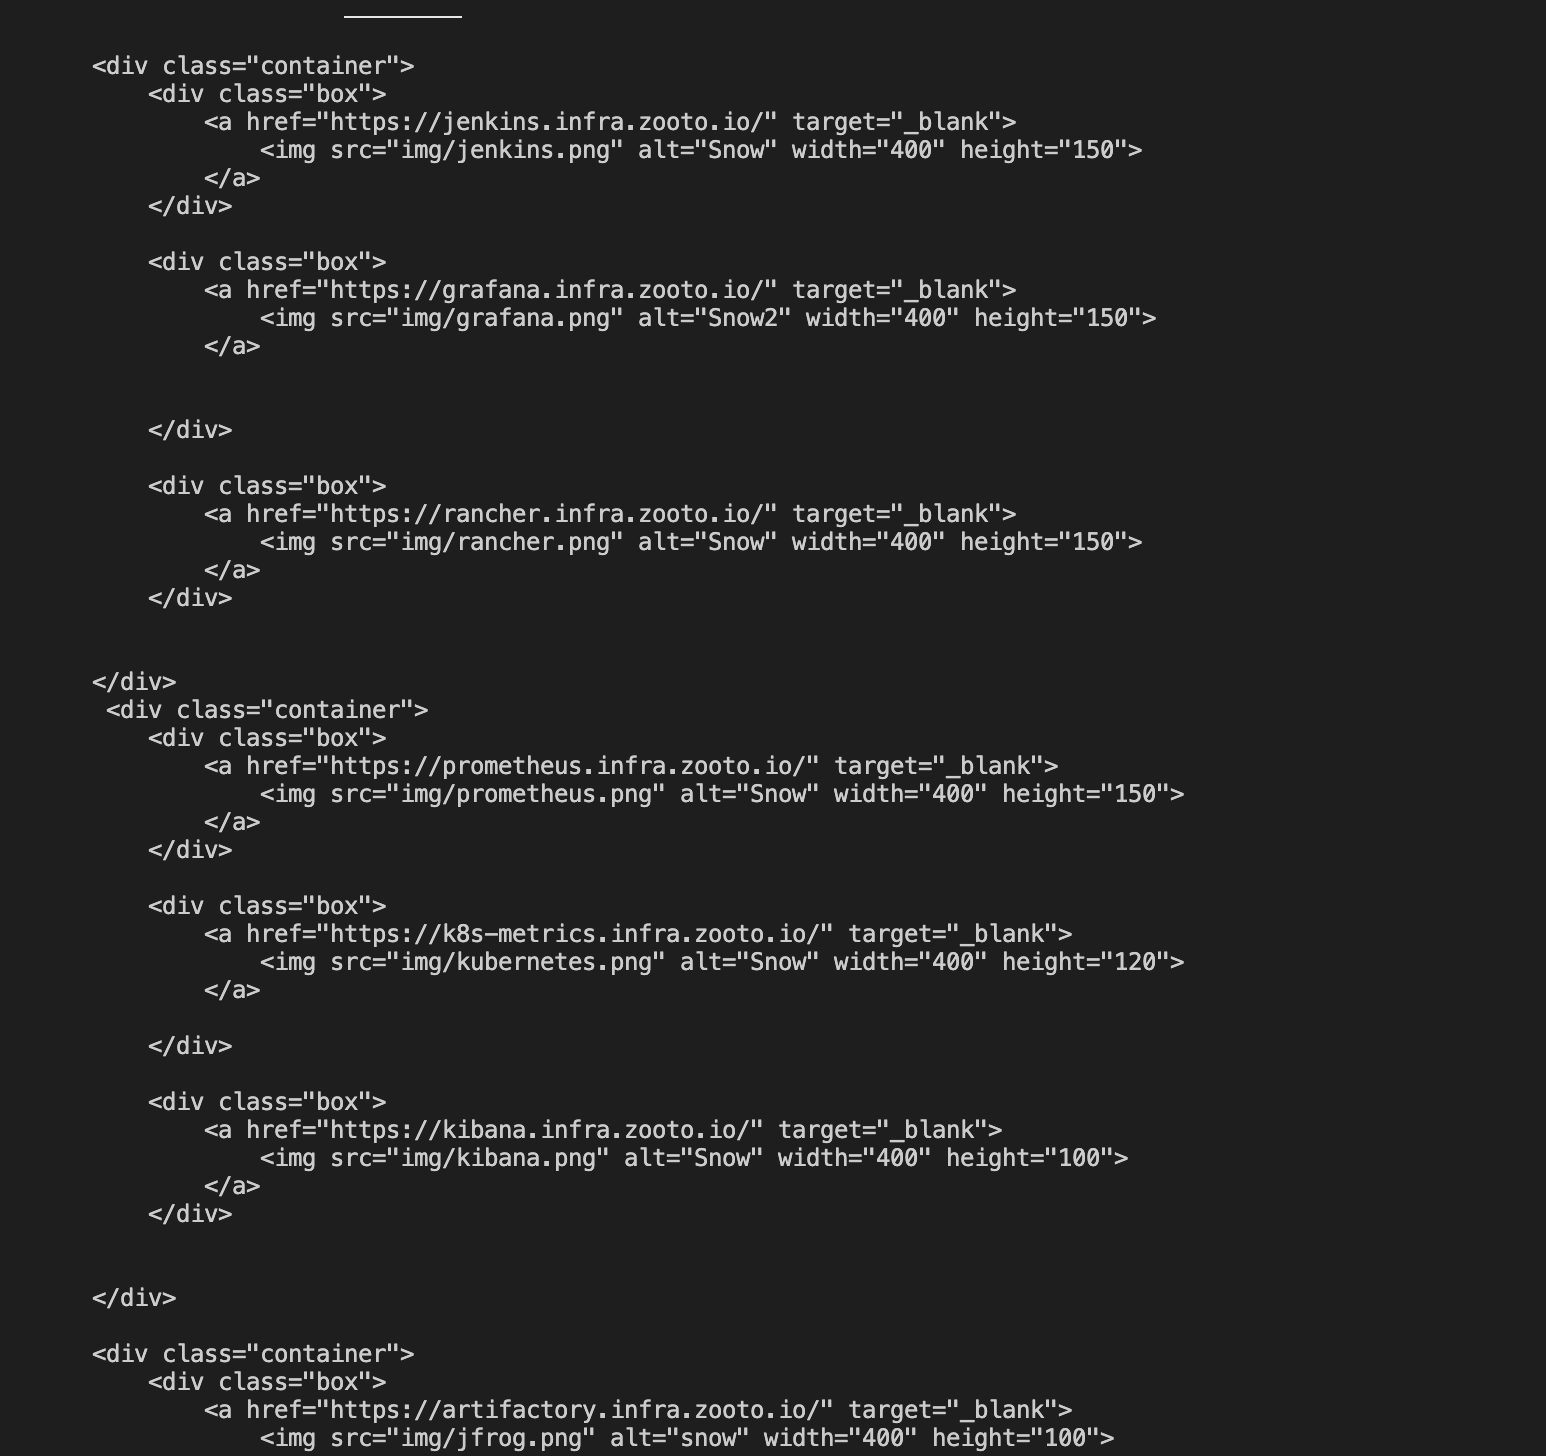 <div class="container">
<div class="box">
<a href="https://jenkins.infra.zooto.io/" target="_blank">
<img src="img/jenkins.png" alt="Snow" width="400" height="150">
</a>
</div>
<div class="box">
<a href="https://grafana.infra.zooto.io/" target="_blank">
<img src="img/grafana.png" alt="Snow2" width="400" height="150">
</a>
</div>
<div class="box">
<a href="https://rancher.infra.zooto.io/" target="_blank">
<img src="img/rancher.png" alt="Snow" width="400" height="150">
</a>
</div>
</div>
<div class="container">
<div class="box">
<a href="https://prometheus.infra.zooto.io/" target="_blank">
<img src="img/prometheus.png" alt="Snow" width="400" height="150">
</a>
</div>
<div class="box">
<a href="https://k8s-metrics.infra.zooto.io/" target="_blank">
<img src="img/kubernetes.png" alt="Snow" width="400" height="120">
</a>
</div>
<div class="box">
<a href="https://kibana.infra.zooto.io/" target="_blank">
<img src="img/kibana.png" alt="Snow" width="400" height="100">
</a>
</div>
</div>
<div class="container">
<div class="box">
<a href="https://artifactory.infra.zooto.io/" target="_blank">
<img src="img/jfrog.png" alt="snow" width="400" height="100">